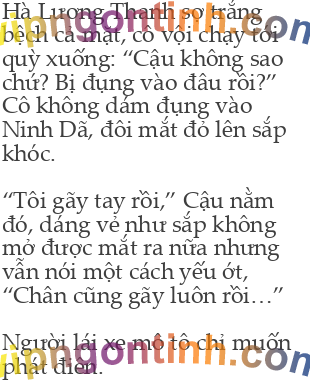 Hà Lương Thanh sợ trắng
bệch cả mặt, cô vội chạy tới
quỳ xuống: “Cậu không sao
chứ? Bị đụng vào đâu rồi?”
Cô không dám đụng vào
Ninh Dã, đôi mắt đỏ lên sắp
khóc.
“Tôi gãy tay rồi,” Cậu nằm
đó, dáng vẻ như sắp không
mở được mắt ra nữa nhưng
vẫn nói một cách yếu ớt,
“Chân cũng gãy luôn rồi…”
Người lái xe mô tô chỉ muốn
phát điên.
vipngontinh.com
vipngontinh.com